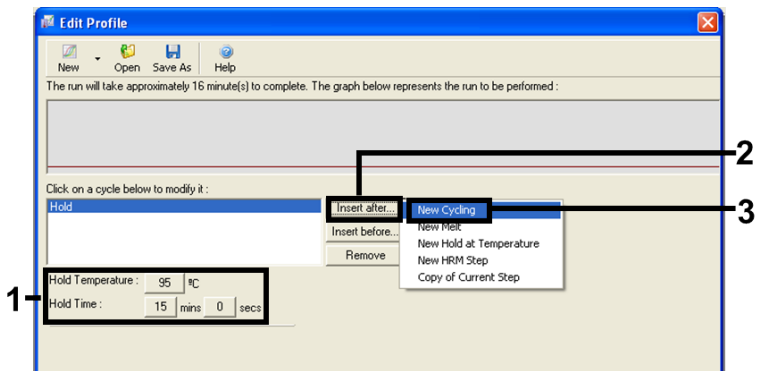 Edit Profile
New Open Save As Help
The run will take approximately 16 minute(s) to complete. The graph below represents the run to be performed :
2
Click on a cycle below to modify it :
Hold
Insert after...
New Cycling
3
Insert before...
New Melt
New Hold at Temperature
Remove
New HRM Step
Copy of Current Step
1
Hold Temperature : 95 ºC
Hold Time : 15 mins 0 secs